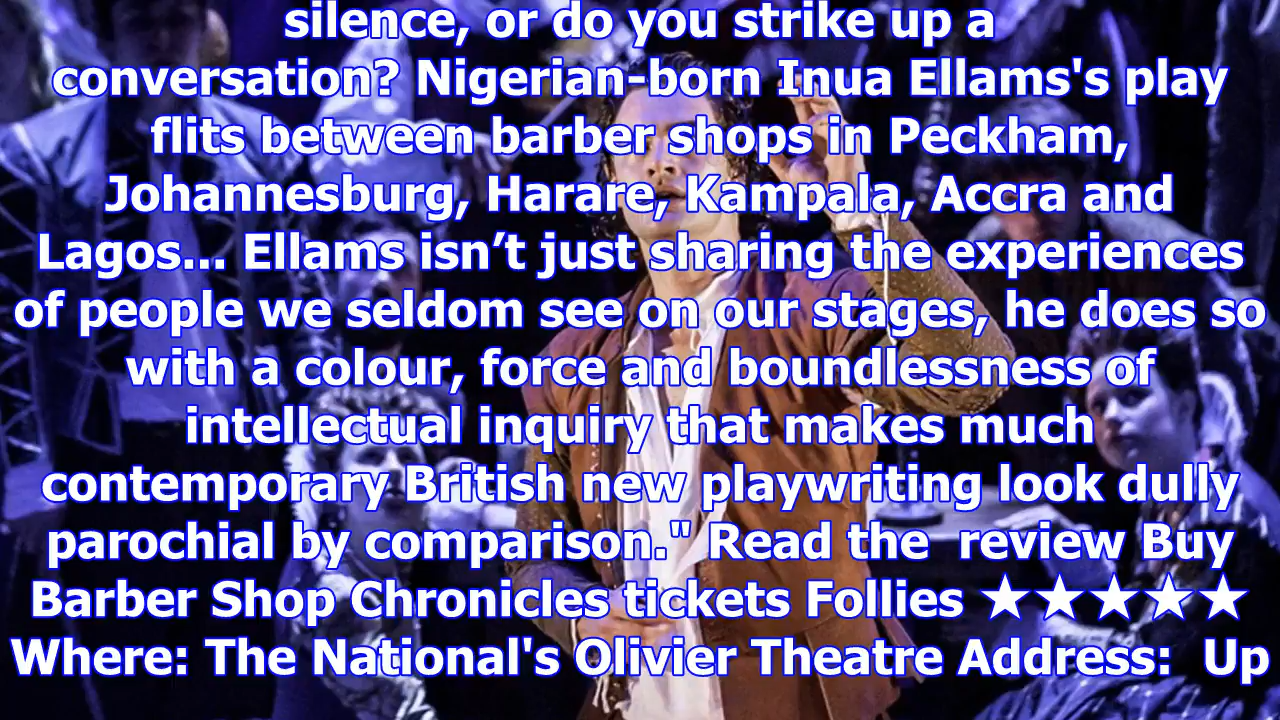 silence, or do you strike up a
conversation? Nigerian-born Inua Ellams's play
flits between barber shops in Peckham,
Johannesburg, Harare, Kampala, Accra and
Lagos... Ellams isn’t just sharing the experiences
of people we seldom see on our stages, he does so
with a colour, force and boundlessness of
intellectual inquiry that makes much
contemporary British new playwriting look dully
parochial by comparison." Read the  review Buy
Barber Shop Chronicles tickets Follies ★★★★★
Where: The National's Olivier Theatre Address:  Up